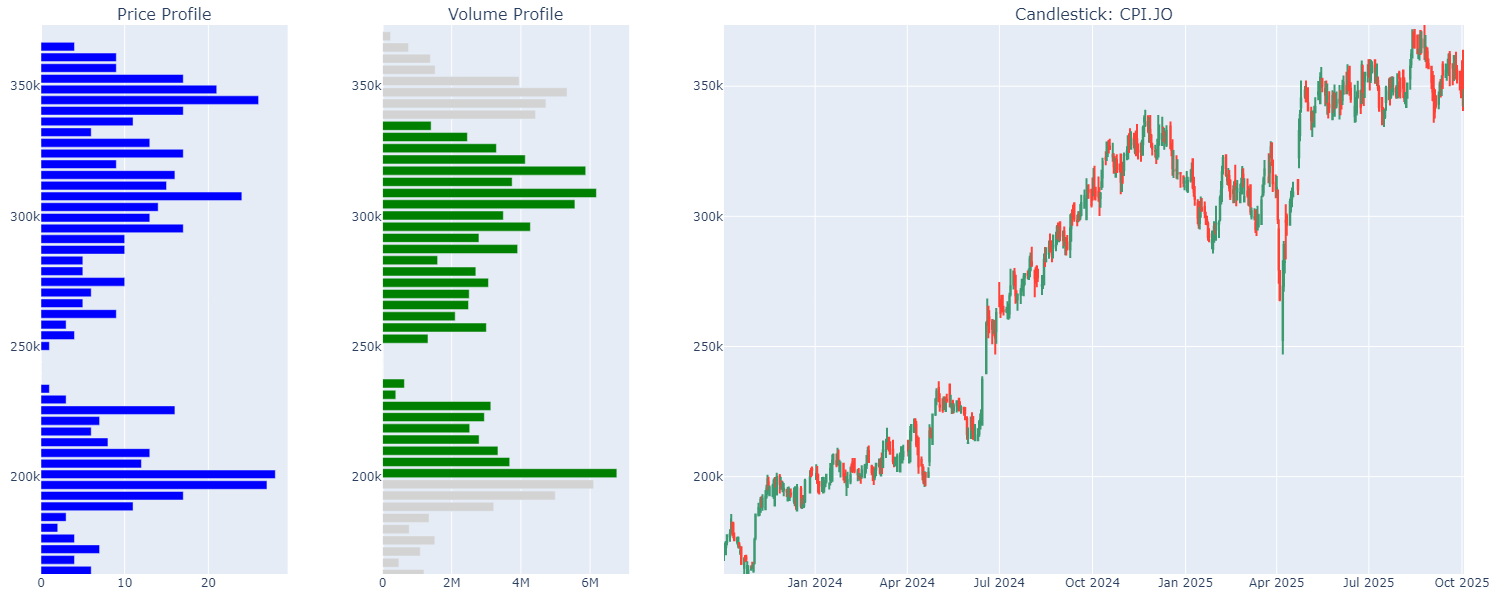 Price Profile
Volume Profile
Candlestick: CPI.JO
350k
350k
350k
300k
300k
300k
250k
250k
250k
200k
200k
200k
0
10
20
0
2M
4M
6M
Jan 2024
Apr 2024
Jul 2024
Oct 2024
Jan 2025
Apr 2025
Jul 2025
Oct 2025